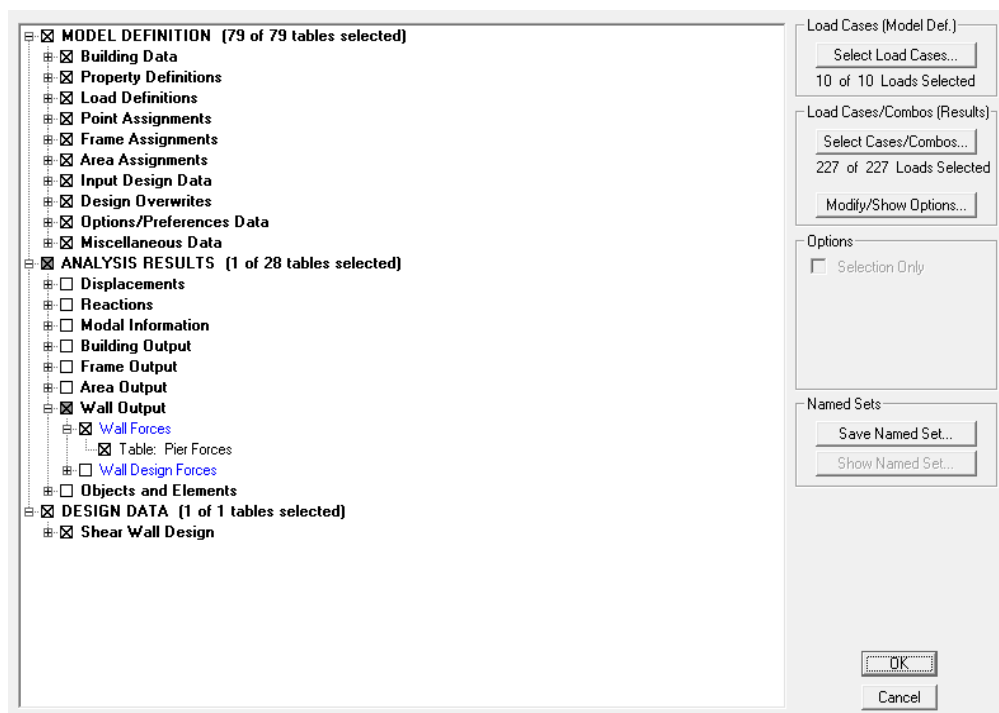 MODEL DEFINITION (79 of 79 tables selected)
Building Data
Property Definitions
Load Definitions
Point Assignments
Frame Assignments
Area Assignments
Input Design Data
Design Overwrites
Options/Preferences Data
Miscellaneous Data
ANALYSIS RESULTS (1 of 28 tables selected)
Displacements
Reactions
Modal Information
Building Output
Frame Output
Area Output
Wall Output
Wall Forces
Table: Pier Forces
Wall Design Forces
Objects and Elements
DESIGN DATA (1 of 1 tables selected)
Shear Wall Design
Load Cases (Model Def.)
Select Load Cases...
10 of 10 Loads Selected
Load Cases/Combos (Results)
Select Cases/Combos...
227 of 227 Loads Selected
Modify/Show Options...
Options
Selection Only
Named Sets
Save Named Set...
Show Named Set...
OK
Cancel